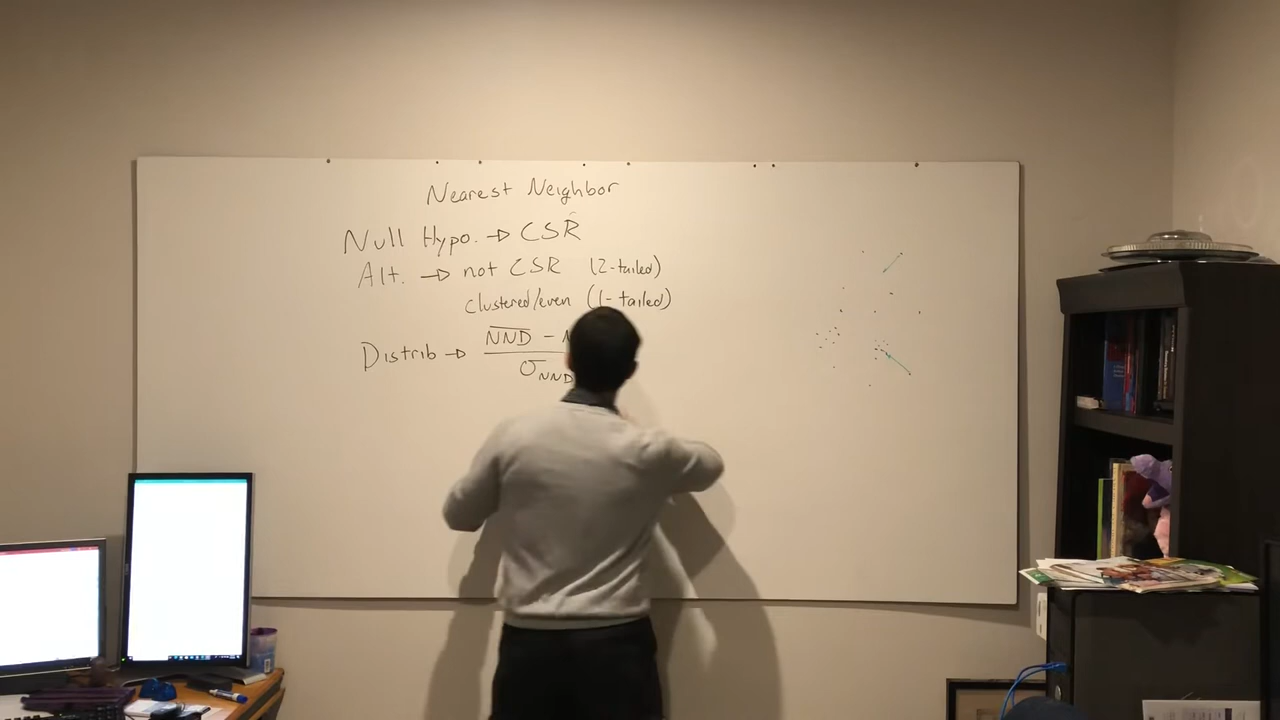 Nearest Neighbor
Null Hypo. → CSR
Alt. → not CSR (2-tailed)
clustered/even (1-tailed)
Distrib → NND - N
σNND